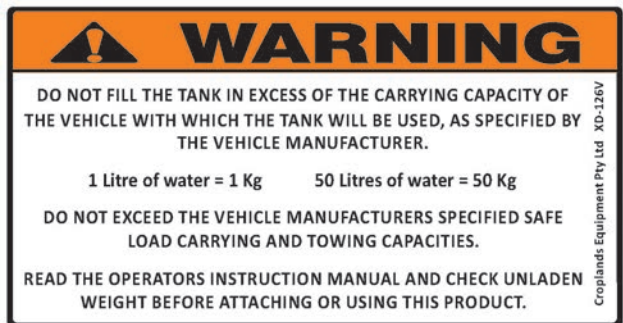 WARNING
DO NOT FILL THE TANK IN EXCESS OF THE CARRYING CAPACITY OF
THE VEHICLE WITH WHICH THE TANK WILL BE USED, AS SPECIFIED BY
THE VEHICLE MANUFACTURER.
1 Litre of water = 1 Kg 50 Litres of water = 50 Kg
DO NOT EXCEED THE VEHICLE MANUFACTURERS SPECIFIED SAFE
LOAD CARRYING AND TOWING CAPACITIES.
READ THE OPERATORS INSTRUCTION MANUAL AND CHECK UNLADEN
WEIGHT BEFORE ATTACHING OR USING THIS PRODUCT.
Croplands Equipment Pty Ltd XD-126V